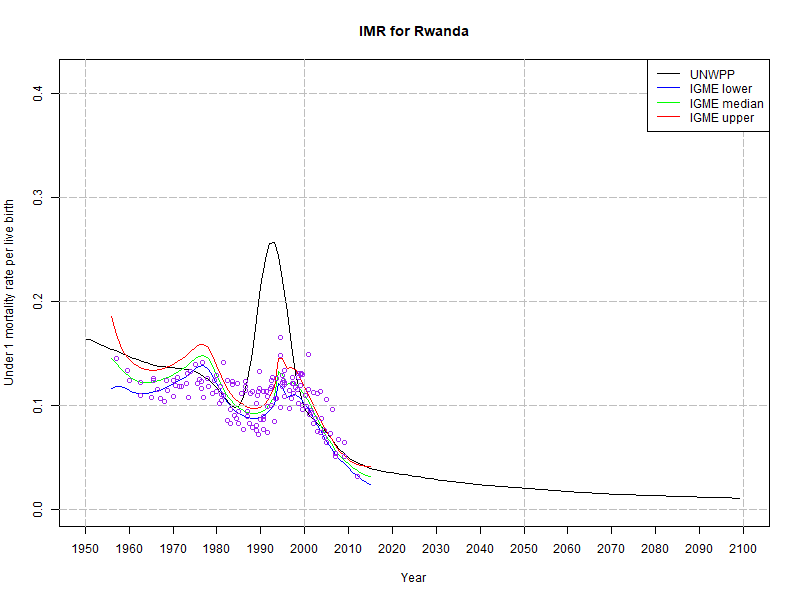 IMR for Rwanda
UNWPP
IGME lower
IGME median
IGME upper
Under 1 mortality rate per live birth
0.4
0.3
0.2
0.1
0.0
1950 1960 1970 1980 1990 2000 2010 2020 2030 2040 2050 2060 2070 2080 2090 2100
Year